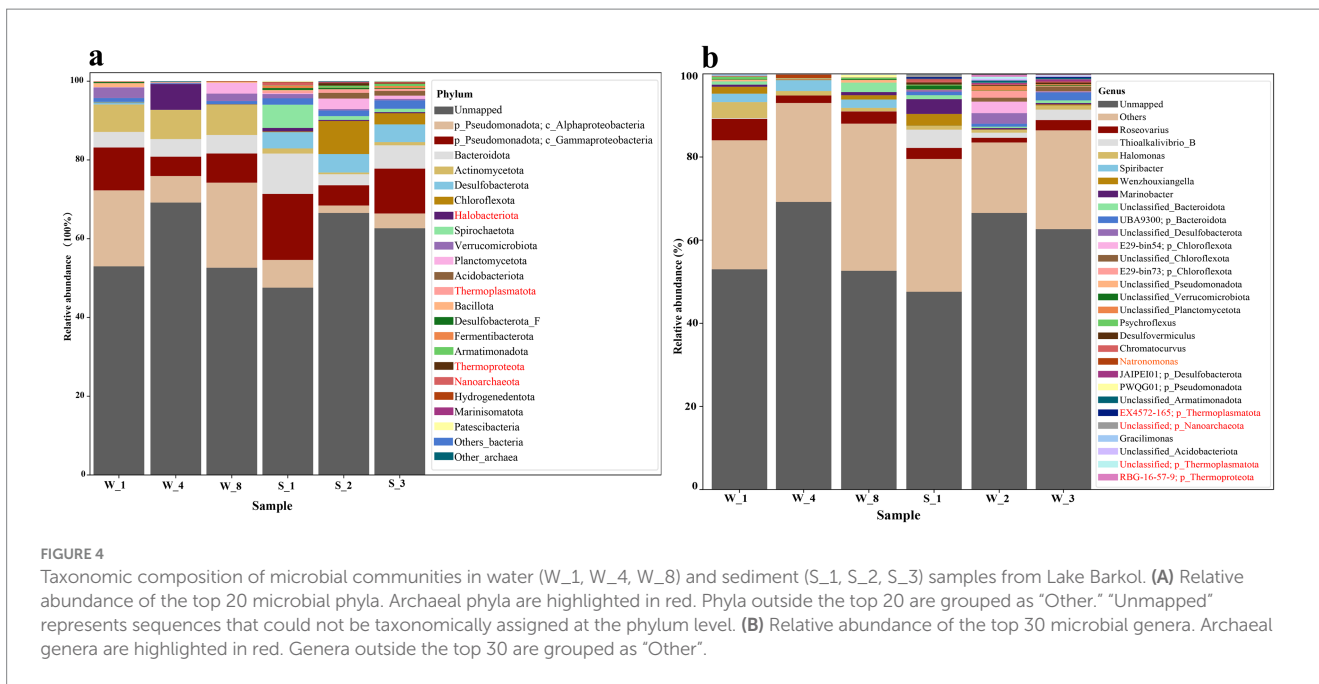 a
100
80
60
40
20
0
Relative abundance (100%)
W_1
W_4
W_8
S_1
S_2
S_3
Sample
Phylum
Unmapped
p_Pseudomonadota; c_Alphaproteobacteria
p_Pseudomonadota; c_Gammaproteobacteria
Bacteroidota
Actinomycetota
Desulfobacterota
Chloroflexota
Halobacteriota
Spirochaetota
Verrucomicrobiota
Planctomycetota
Acidobacteriota
Thermoplasmatota
Bacillota
Desulfobacterota_F
Fermentibacterota
Armatimonadota
Thermoproteota
Nanoarchaeota
Hydrogenedentota
Marinisomatota
Patescibacteria
Others_bacteria
Other_archaea
b
100
80
60
40
20
0
Relative abundance (%)
W_1
W_4
W_8
S_1
W_2
W_3
Sample
Genus
Unmapped
Others
Roseovarius
Thioalkalivibrio_B
Halomonas
Spiribacter
Wenzhouxiangella
Marinobacter
Unclassified_Bacteroidota
UBA9300; p_Bacteroidota
Unclassified_Desulfobacterota
E29-bin54; p_Chloroflexota
Unclassified_Chloroflexota
E29-bin73; p_Chloroflexota
Unclassified_Pseudomonadota
Unclassified_Verrucomicrobiota
Unclassified_Planctomycetota
Psychroflexus
Desulfovermiculus
Chromatocurvus
Natronomonas
JAIPEI01; p_Desulfobacterota
PWQG01; p_Pseudomonadota
Unclassified_Armatimonadota
EX4572-165; p_Thermoplasmatota
Unclassified; p_Nanoarchaeota
Gracilimonas
Unclassified_Acidobacteriota
Unclassified; p_Thermoplasmatota
RBG-16-57-9; p_Thermoproteota
FIGURE 4
Taxonomic composition of microbial communities in water (W_1, W_4, W_8) and sediment (S_1, S_2, S_3) samples from Lake Barkol. (A) Relative
abundance of the top 20 microbial phyla. Archaeal phyla are highlighted in red. Phyla outside the top 20 are grouped as “Other.” “Unmapped”
represents sequences that could not be taxonomically assigned at the phylum level. (B) Relative abundance of the top 30 microbial genera. Archaeal
genera are highlighted in red. Genera outside the top 30 are grouped as “Other”.